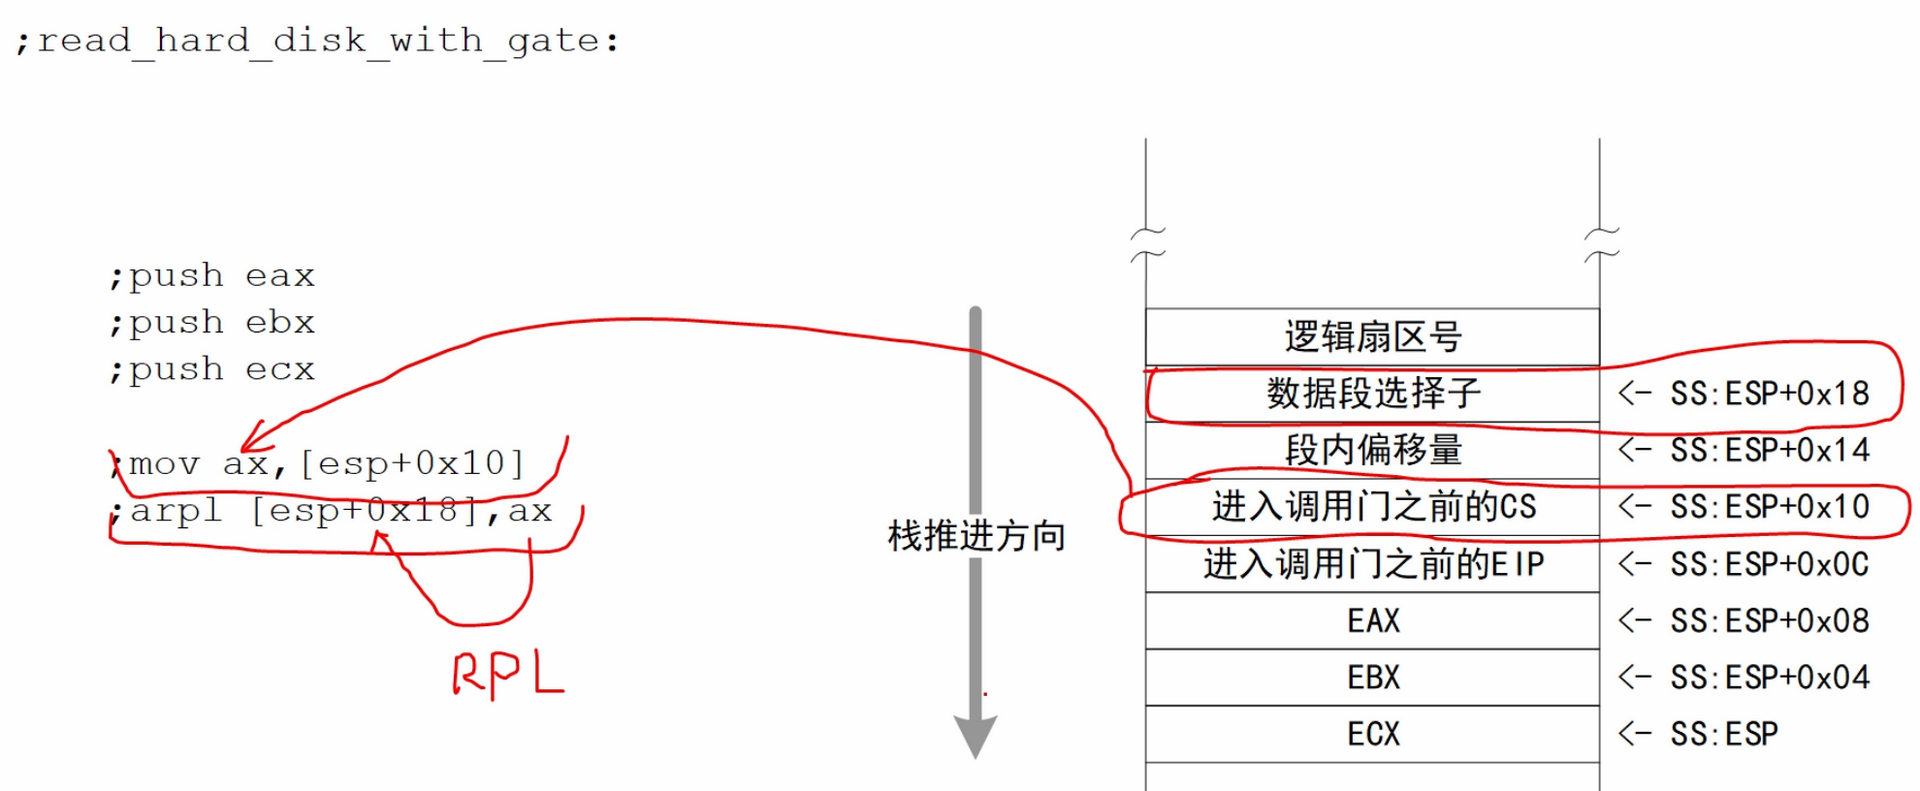 ;read_hard_disk_with_gate:
;push eax
;push ebx
;push ecx
;mov ax,[esp+0x10]
;arpl [esp+0x18],ax
RPL
栈推进方向
逻辑扇区号
数据段选择子 <- SS:ESP+0x18
段内偏移量 <- SS:ESP+0x14
进入调用门之前的CS <- SS:ESP+0x10
进入调用门之前的EIP <- SS:ESP+0x0C
EAX <- SS:ESP+0x08
EBX <- SS:ESP+0x04
ECX <- SS:ESP